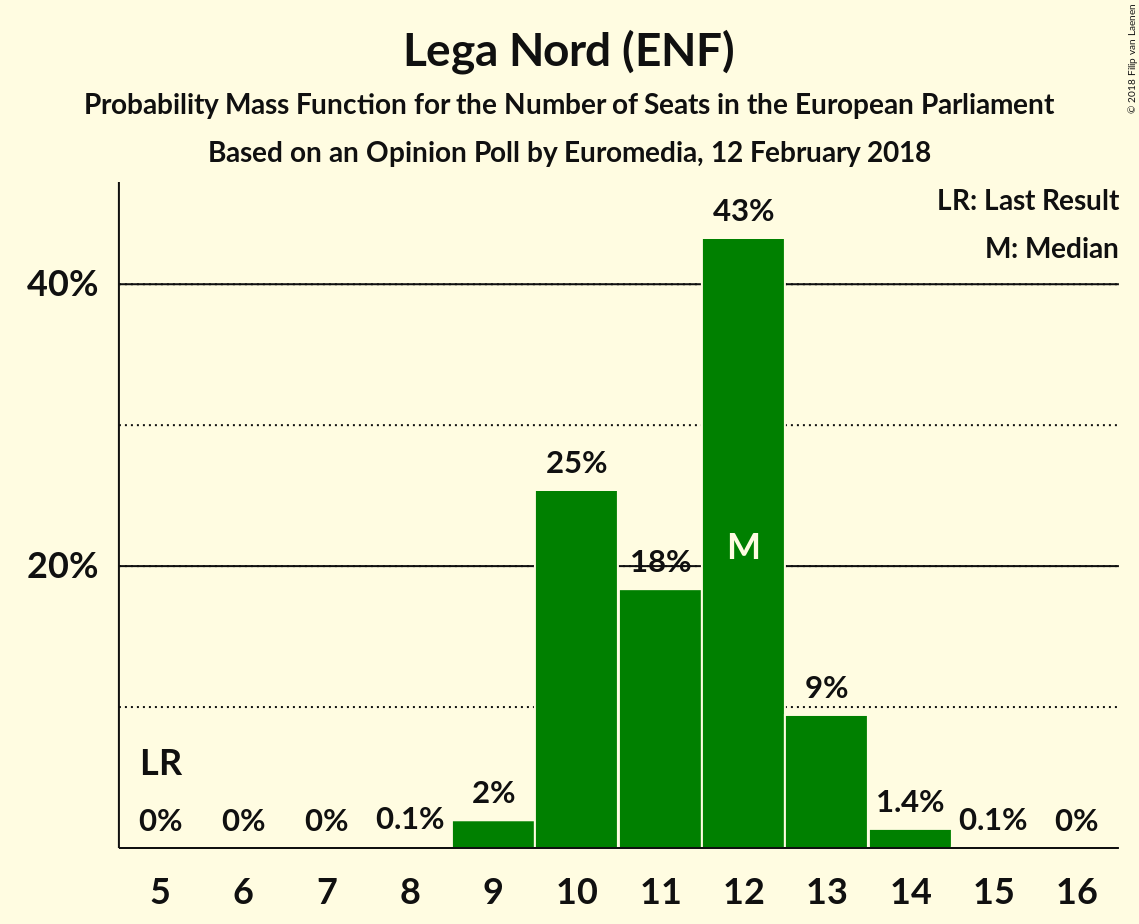 Lega Nord (ENF)
Probability Mass Function for the Number of Seats in the European Parliament
Based on an Opinion Poll by Euromedia, 12 February 2018
© 2018 Filip van Laenen
LR: Last Result
M: Median
43%
40%
25%
M
18%
20%
9%
LR
2%
1.4%
0% 0% 0% 0.1% 0.1% 0%
5 6 7 8 9 10 11 12 13 14 15 16